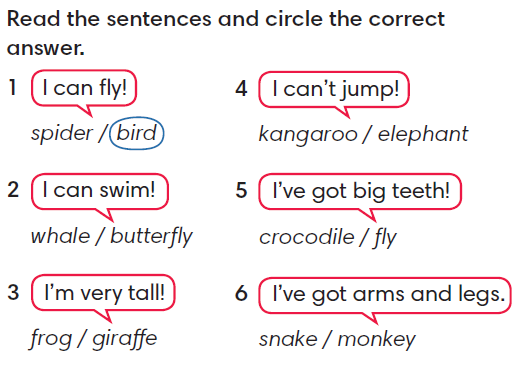 Read the sentences and circle the correct
answer.
1 I can fly!
spider / bird
2 I can swim!
whale / butterfly
3 I'm very tall!
frog / giraffe
4 I can't jump!
kangaroo / elephant
5 I've got big teeth!
crocodile / fly
6 I've got arms and legs.
snake / monkey